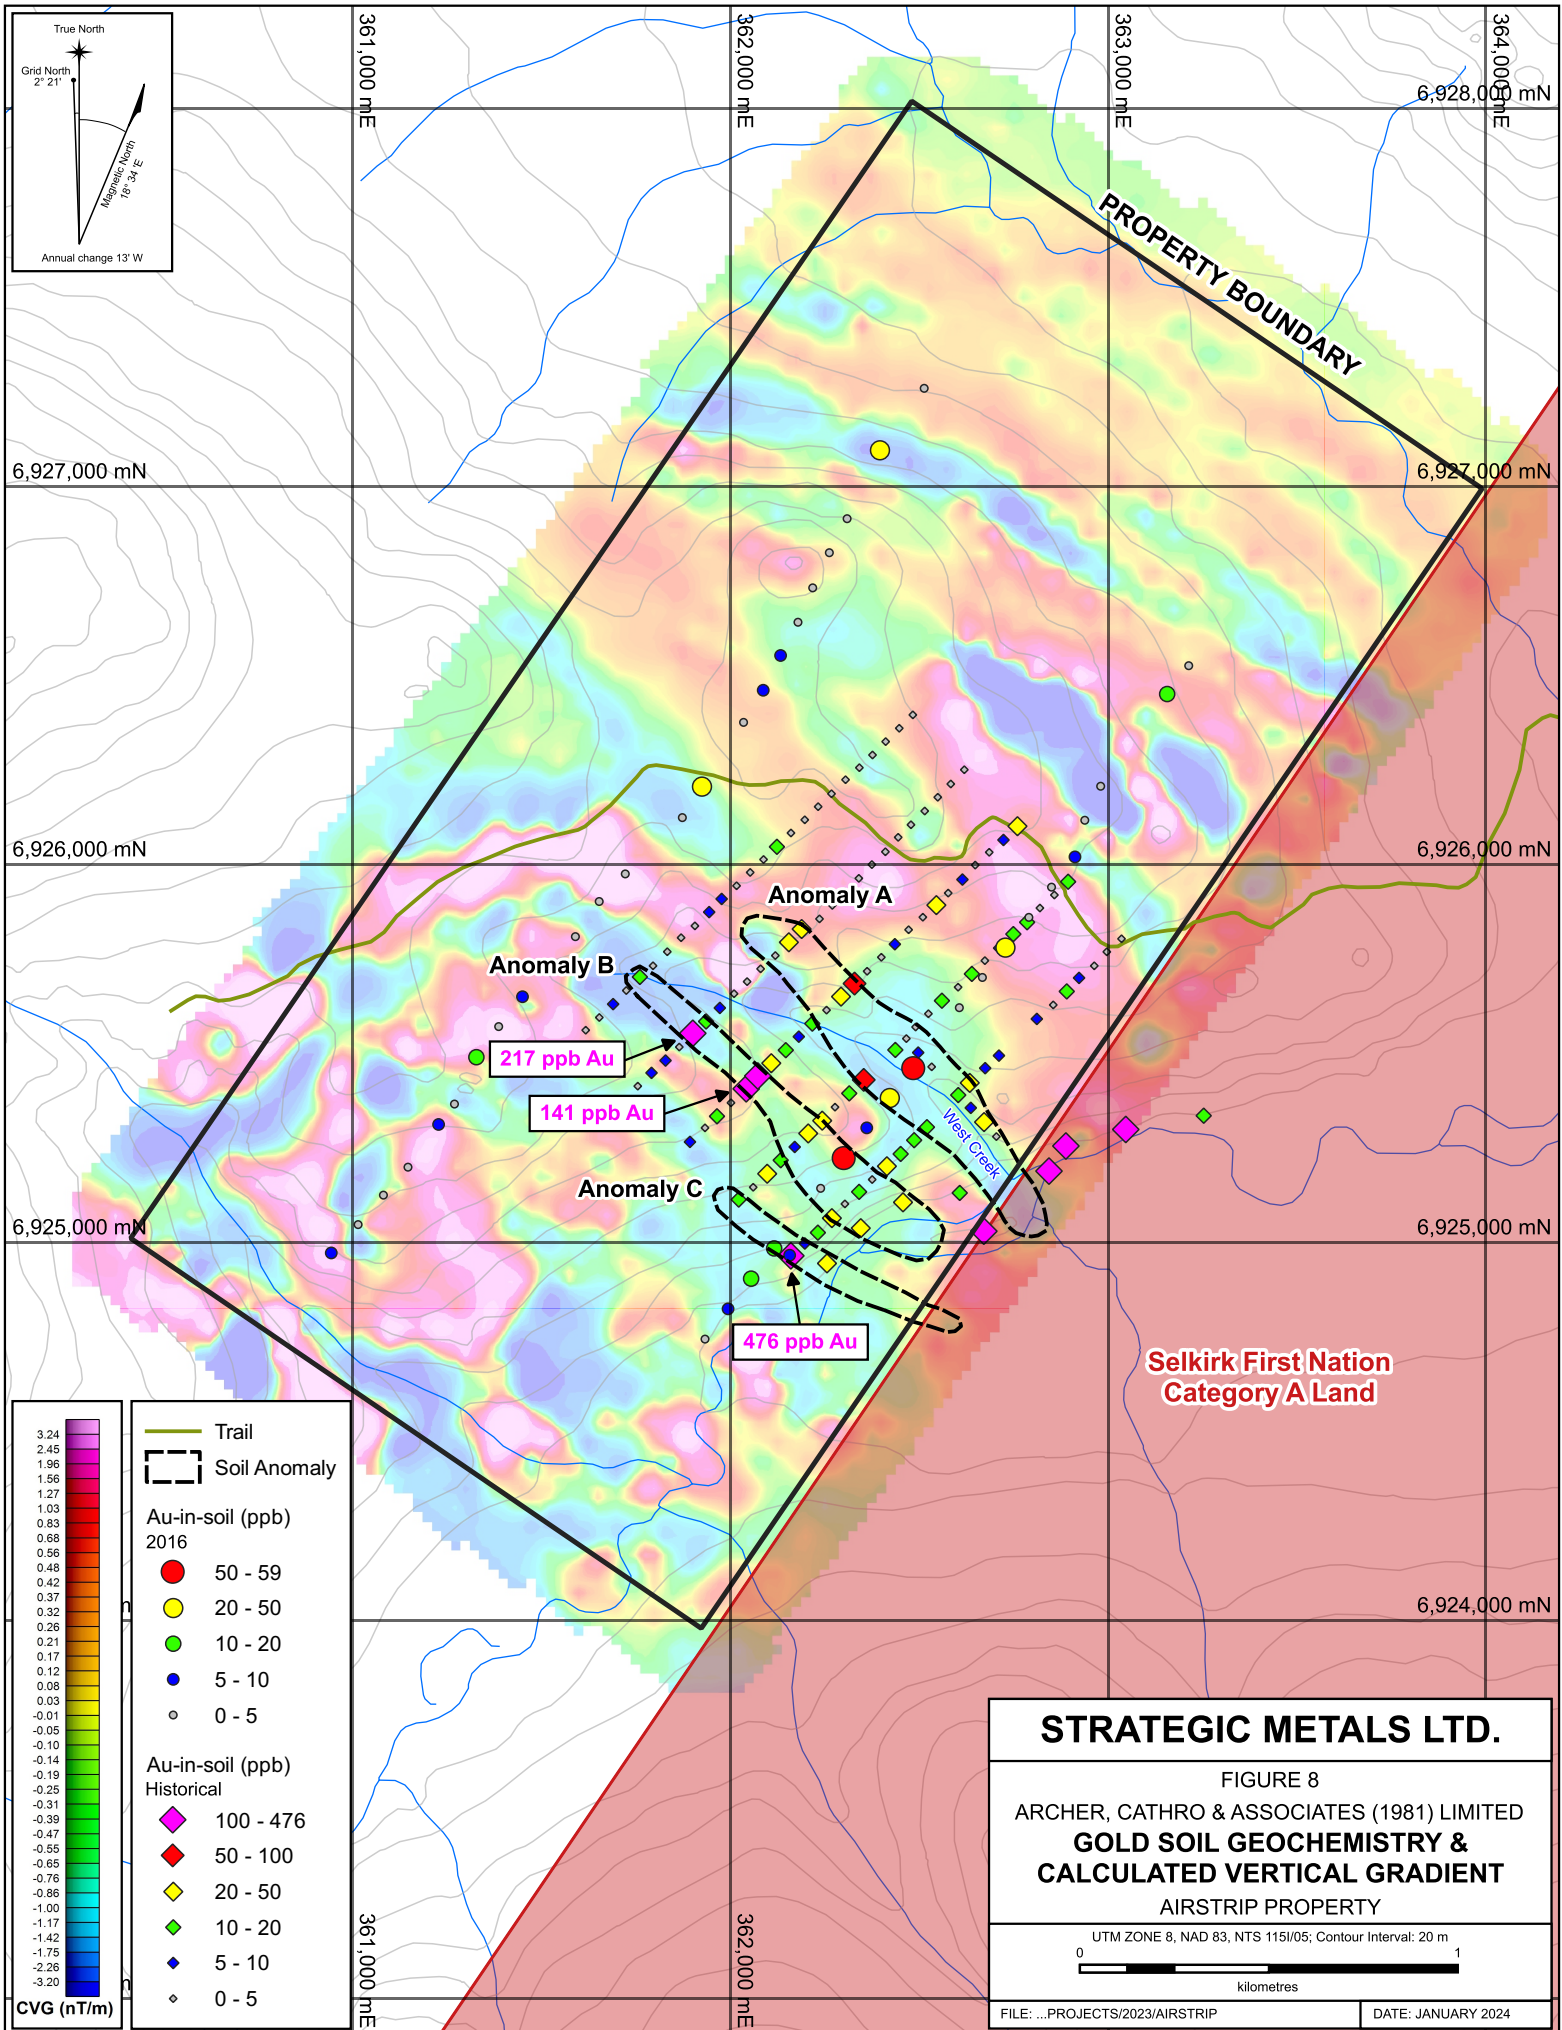 True North
Grid North
2° 21'
Magnetic North
18° 34 'E
Annual change 13' W
361,000 mE
362,000 mE
363,000 mE
364,000 mE
6,928,000 mN
PROPERTY BOUNDARY
6,927,000 mN
6,927,000 mN
6,926,000 mN
6,926,000 mN
Anomaly A
Anomaly B
217 ppb Au
141 ppb Au
West Creek
Anomaly C
6,925,000 mN
6,925,000 mN
476 ppb Au
Selkirk First Nation
Category A Land
6,924,000 mN
3.24
2.45
1.96
1.56
1.27
1.03
0.83
0.68
0.56
0.48
0.42
0.37
0.32
0.26
0.21
0.17
0.12
0.08
0.03
-0.01
-0.05
-0.10
-0.14
-0.19
-0.25
-0.31
-0.39
-0.47
-0.55
-0.65
-0.76
-0.86
-1.00
-1.17
-1.42
-1.75
-2.26
-3.20
CVG (nT/m)
Trail
Soil Anomaly
Au-in-soil (ppb)
2016
50 - 59
20 - 50
10 - 20
5 - 10
0 - 5
Au-in-soil (ppb)
Historical
100 - 476
50 - 100
20 - 50
10 - 20
5 - 10
0 - 5
361,000 mE
362,000 mE
STRATEGIC METALS LTD.
FIGURE 8
ARCHER, CATHRO & ASSOCIATES (1981) LIMITED
GOLD SOIL GEOCHEMISTRY &
CALCULATED VERTICAL GRADIENT
AIRSTRIP PROPERTY
UTM ZONE 8, NAD 83, NTS 115I/05; Contour Interval: 20 m
0 1
kilometres
FILE: ...PROJECTS/2023/AIRSTRIP
DATE: JANUARY 2024